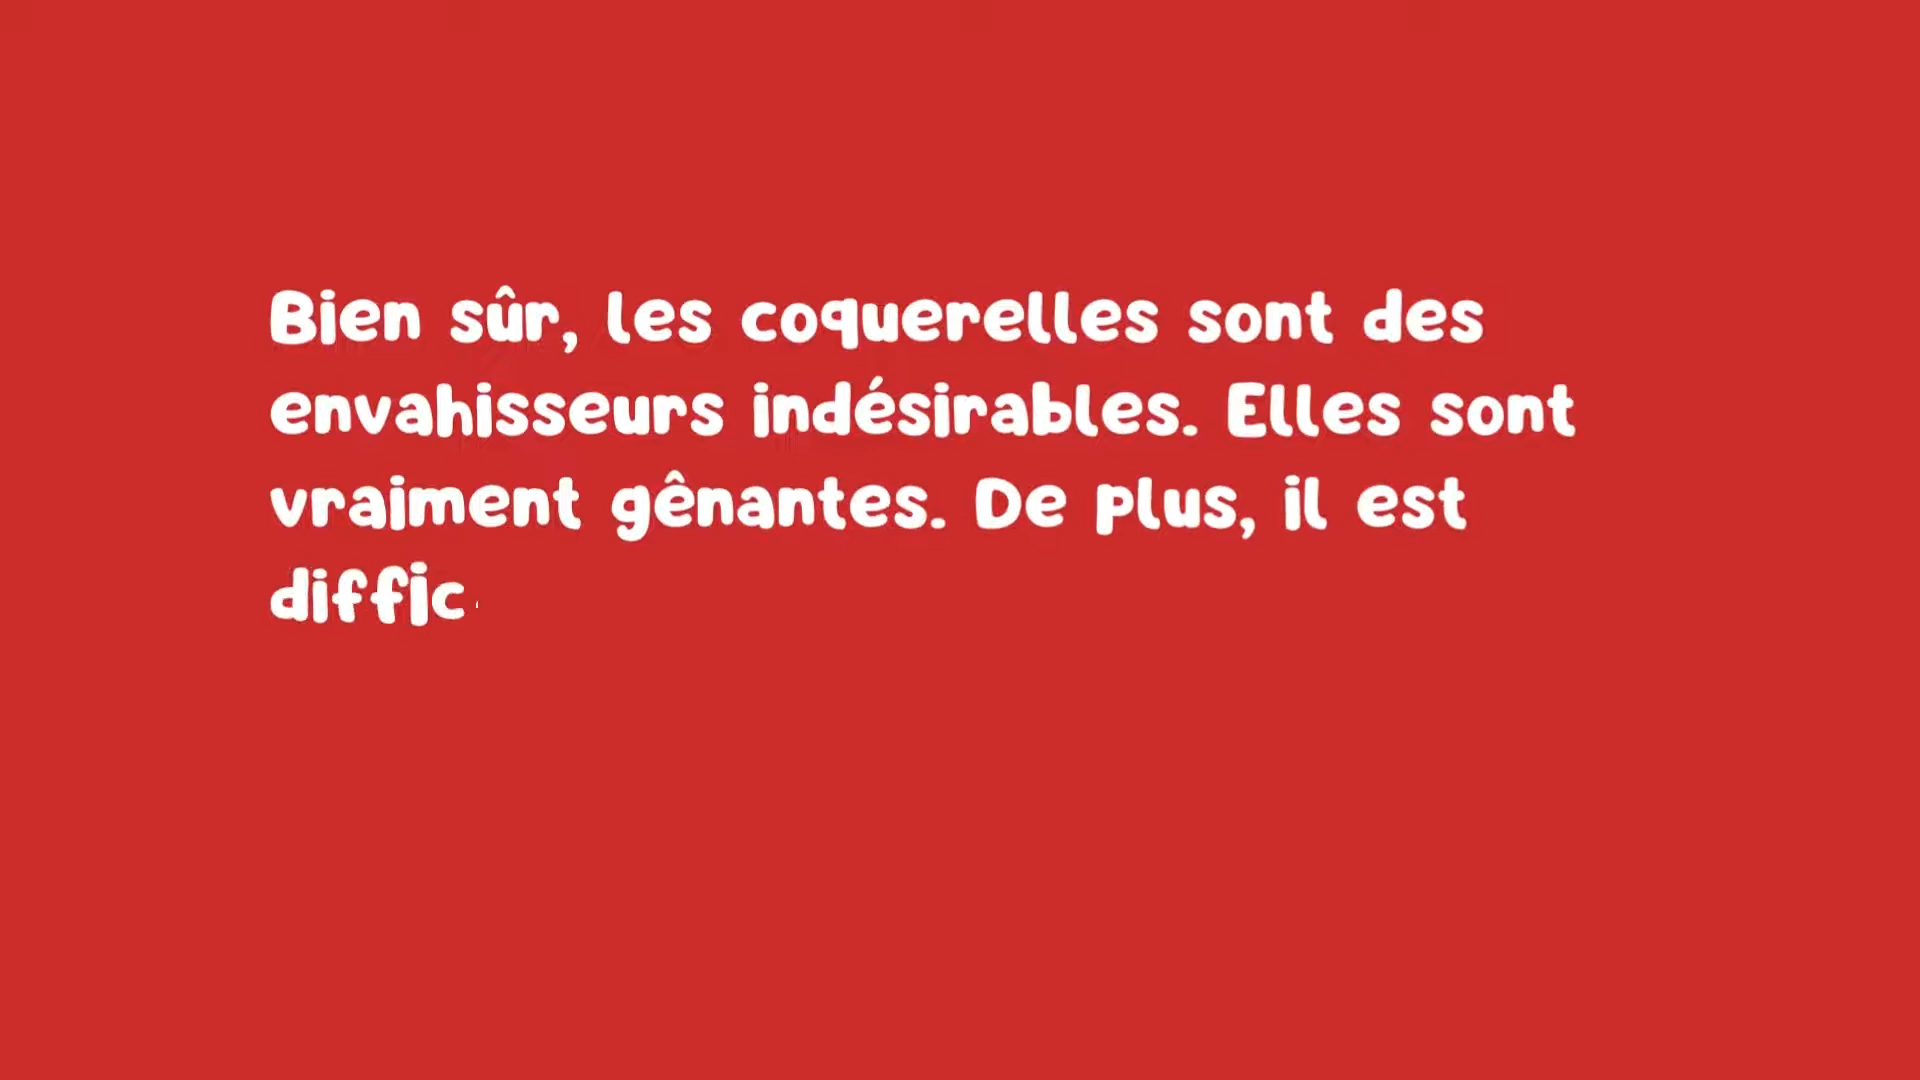 Bien sûr, les coquerelles sont des
envahisseurs indésirables. Elles sont
vraiment gênantes. De plus, il est
diffic